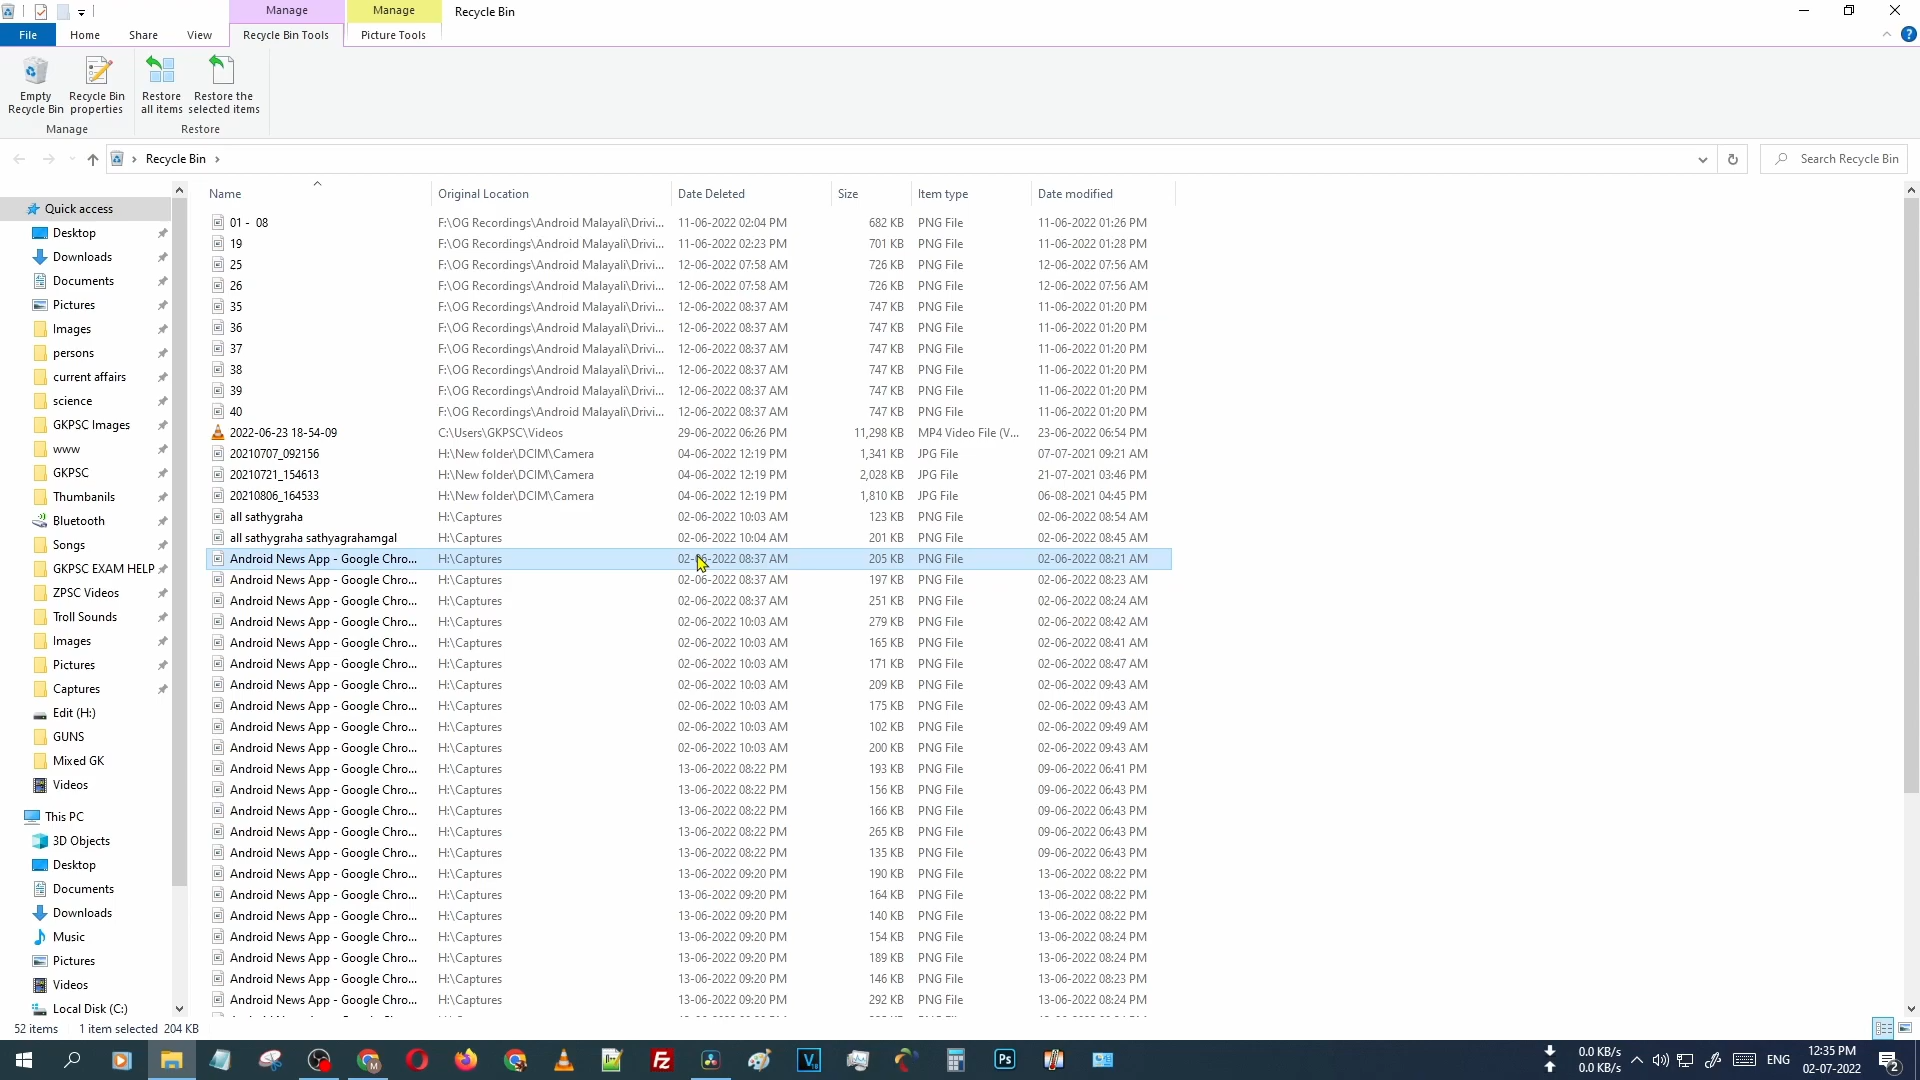 Manage Manage Recycle Bin
File Home Share View Recycle Bin Tools Picture Tools
Empty Recycle Bin
Recycle Bin properties
Restore all items
Restore the selected items
Manage Restore
Recycle Bin
Search Recycle Bin
Quick access
Desktop
Downloads
Documents
Pictures
Images
persons
current affairs
science
GKPSC Images
www
GKPSC
Thumbanils
Bluetooth
Songs
GKPSC EXAM HELP
ZPSC Videos
Troll Sounds
Images
Pictures
Captures
Edit (H:)
GUNS
Mixed GK
Videos
This PC
3D Objects
Desktop
Documents
Downloads
Music
Pictures
Videos
Local Disk (C:)
Name Original Location Date Deleted Size Item type Date modified
01 - 08 F:\OG Recordings\Android Malayali\Drivi... 11-06-2022 02:04 PM 682 KB PNG File 11-06-2022 01:26 PM
19 F:\OG Recordings\Android Malayali\Drivi... 11-06-2022 02:23 PM 701 KB PNG File 11-06-2022 01:28 PM
25 F:\OG Recordings\Android Malayali\Drivi... 12-06-2022 07:58 AM 726 KB PNG File 12-06-2022 07:56 AM
26 F:\OG Recordings\Android Malayali\Drivi... 12-06-2022 07:58 AM 726 KB PNG File 12-06-2022 07:56 AM
35 F:\OG Recordings\Android Malayali\Drivi... 12-06-2022 08:37 AM 747 KB PNG File 11-06-2022 01:20 PM
36 F:\OG Recordings\Android Malayali\Drivi... 12-06-2022 08:37 AM 747 KB PNG File 11-06-2022 01:20 PM
37 F:\OG Recordings\Android Malayali\Drivi... 12-06-2022 08:37 AM 747 KB PNG File 11-06-2022 01:20 PM
38 F:\OG Recordings\Android Malayali\Drivi... 12-06-2022 08:37 AM 747 KB PNG File 11-06-2022 01:20 PM
39 F:\OG Recordings\Android Malayali\Drivi... 12-06-2022 08:37 AM 747 KB PNG File 11-06-2022 01:20 PM
40 F:\OG Recordings\Android Malayali\Drivi... 12-06-2022 08:37 AM 747 KB PNG File 11-06-2022 01:20 PM
2022-06-23 18-54-09 C:\Users\GKPSC\Videos 29-06-2022 06:26 PM 11,298 KB MP4 Video File (V... 23-06-2022 06:54 PM
20210707_092156 H:\New folder\DCIM\Camera 04-06-2022 12:19 PM 1,341 KB JPG File 07-07-2021 09:21 AM
20210721_154613 H:\New folder\DCIM\Camera 04-06-2022 12:19 PM 2,028 KB JPG File 21-07-2021 03:46 PM
20210806_164533 H:\New folder\DCIM\Camera 04-06-2022 12:19 PM 1,810 KB JPG File 06-08-2021 04:45 PM
all sathygraha H:\Captures 02-06-2022 10:03 AM 123 KB PNG File 02-06-2022 08:54 AM
all sathygraha sathyagrahamgal H:\Captures 02-06-2022 10:04 AM 201 KB PNG File 02-06-2022 08:45 AM
Android News App - Google Chro... H:\Captures 02-06-2022 08:37 AM 205 KB PNG File 02-06-2022 08:21 AM
Android News App - Google Chro... H:\Captures 02-06-2022 08:37 AM 197 KB PNG File 02-06-2022 08:23 AM
Android News App - Google Chro... H:\Captures 02-06-2022 08:37 AM 251 KB PNG File 02-06-2022 08:24 AM
Android News App - Google Chro... H:\Captures 02-06-2022 10:03 AM 279 KB PNG File 02-06-2022 08:42 AM
Android News App - Google Chro... H:\Captures 02-06-2022 10:03 AM 165 KB PNG File 02-06-2022 08:41 AM
Android News App - Google Chro... H:\Captures 02-06-2022 10:03 AM 171 KB PNG File 02-06-2022 08:47 AM
Android News App - Google Chro... H:\Captures 02-06-2022 10:03 AM 209 KB PNG File 02-06-2022 09:43 AM
Android News App - Google Chro... H:\Captures 02-06-2022 10:03 AM 175 KB PNG File 02-06-2022 09:43 AM
Android News App - Google Chro... H:\Captures 02-06-2022 10:03 AM 102 KB PNG File 02-06-2022 09:49 AM
Android News App - Google Chro... H:\Captures 02-06-2022 10:03 AM 200 KB PNG File 02-06-2022 09:43 AM
Android News App - Google Chro... H:\Captures 13-06-2022 08:22 PM 193 KB PNG File 09-06-2022 06:41 PM
Android News App - Google Chro... H:\Captures 13-06-2022 08:22 PM 156 KB PNG File 09-06-2022 06:43 PM
Android News App - Google Chro... H:\Captures 13-06-2022 08:22 PM 166 KB PNG File 09-06-2022 06:43 PM
Android News App - Google Chro... H:\Captures 13-06-2022 08:22 PM 265 KB PNG File 09-06-2022 06:43 PM
Android News App - Google Chro... H:\Captures 13-06-2022 08:22 PM 135 KB PNG File 09-06-2022 06:43 PM
Android News App - Google Chro... H:\Captures 13-06-2022 09:20 PM 190 KB PNG File 13-06-2022 08:22 PM
Android News App - Google Chro... H:\Captures 13-06-2022 09:20 PM 164 KB PNG File 13-06-2022 08:22 PM
Android News App - Google Chro... H:\Captures 13-06-2022 09:20 PM 140 KB PNG File 13-06-2022 08:22 PM
Android News App - Google Chro... H:\Captures 13-06-2022 09:20 PM 154 KB PNG File 13-06-2022 08:24 PM
Android News App - Google Chro... H:\Captures 13-06-2022 09:20 PM 189 KB PNG File 13-06-2022 08:24 PM
Android News App - Google Chro... H:\Captures 13-06-2022 09:20 PM 146 KB PNG File 13-06-2022 08:23 PM
Android News App - Google Chro... H:\Captures 13-06-2022 09:20 PM 292 KB PNG File 13-06-2022 08:24 PM
52 items 1 item selected 204 KB
0.0 KB/s
0.0 KB/s
ENG
12:35 PM
02-07-2022
2